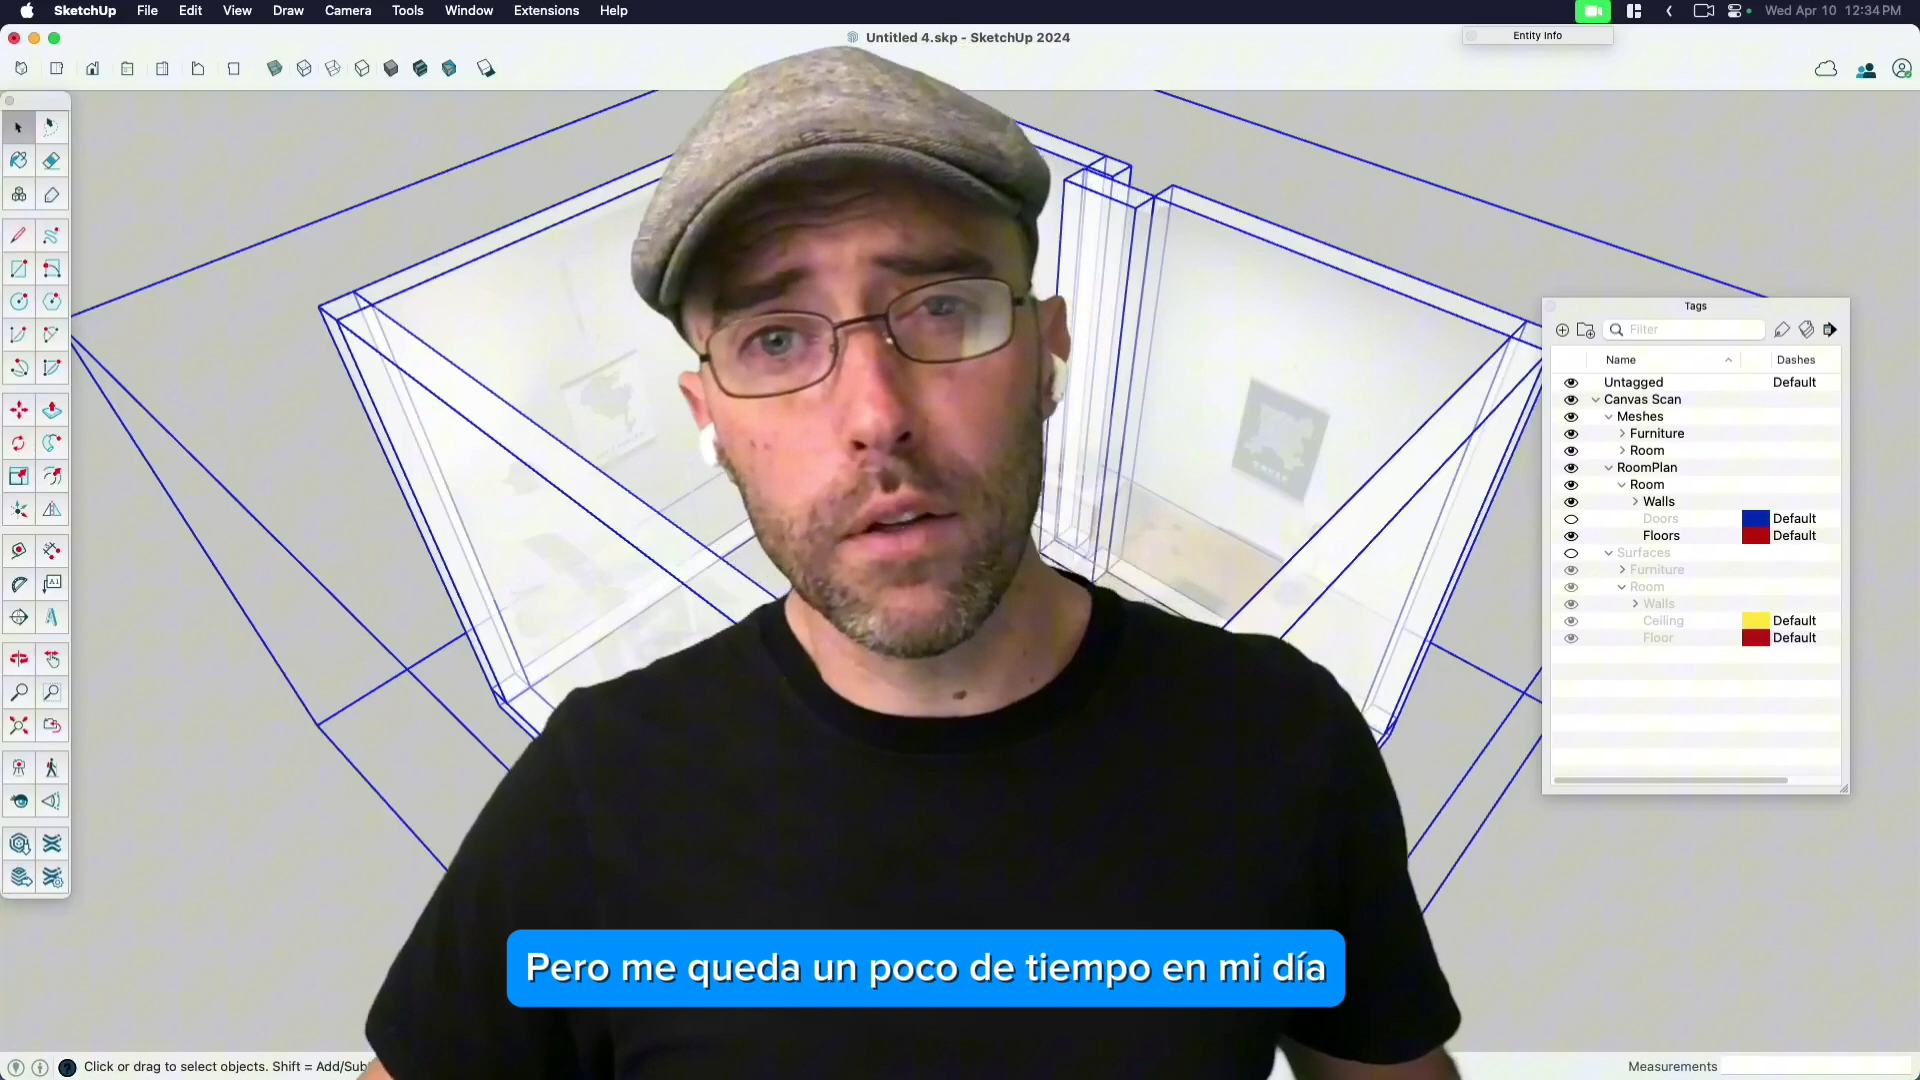 SketchUp File Edit View Draw Camera Tools Window Extensions Help Wed Apr 10 12:34 PM
Untitled 4.skp - SketchUp 2024
Entity Info
Tags
Filter
Name Dashes
Untagged Default
Canvas Scan
Meshes
Furniture
Room
RoomPlan
Room
Walls
Doors Default
Floors Default
Surfaces
Furniture
Room
Walls
Ceiling Default
Floor Default
Pero me queda un poco de tiempo en mi día
Click or drag to select objects. Shift = Add/Sub
Measurements